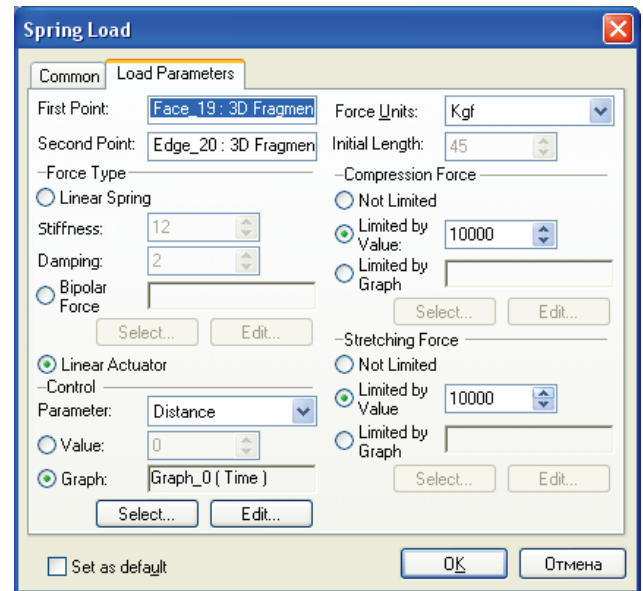 Spring Load
Common
Load Parameters
First Point:
Face_19 : 3D Fragmen
Second Point:
Edge_20 : 3D Fragmen
Force Type
Linear Spring
Stiffness:
12
Damping:
2
Bipolar
Force
Select...
Edit...
Linear Actuator
Control
Parameter:
Distance
Value:
0
Graph:
Graph_0 ( Time )
Select...
Edit...
Force Units:
Kgf
Initial Length:
45
Compression Force
Not Limited
Limited by
Value:
10000
Limited by
Graph
Select...
Edit...
Stretching Force
Not Limited
Limited by
Value
10000
Limited by
Graph
Select...
Edit...
Set as default
OK
Отмена